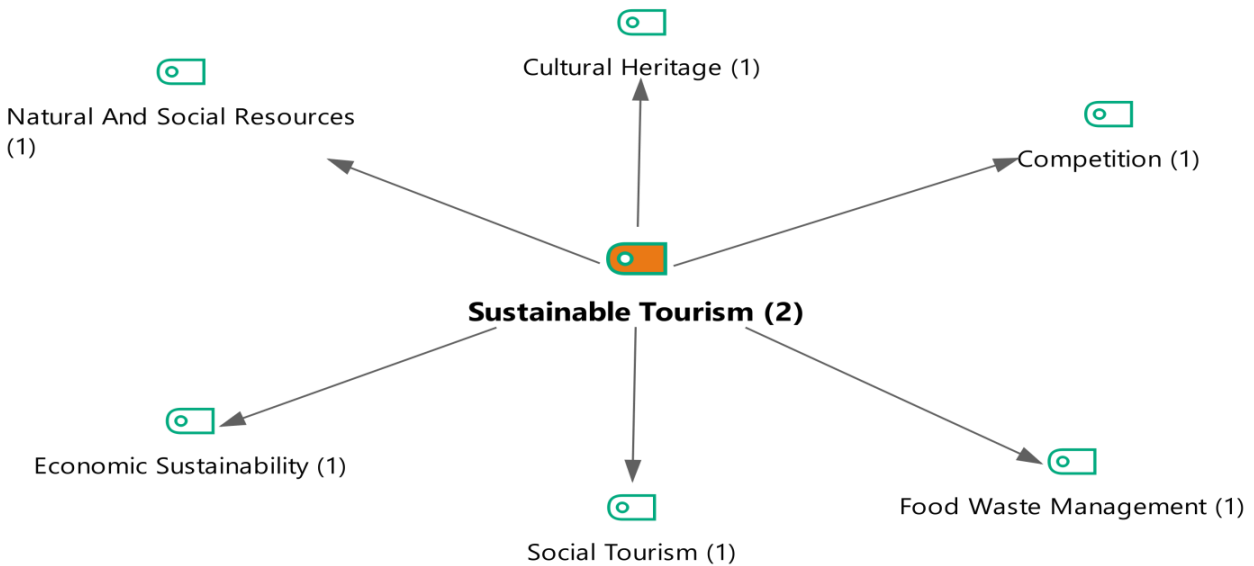 Cultural Heritage (1)
Natural And Social Resources
(1)
Competition (1)
Sustainable Tourism (2)
Economic Sustainability (1)
Food Waste Management (1)
Social Tourism (1)